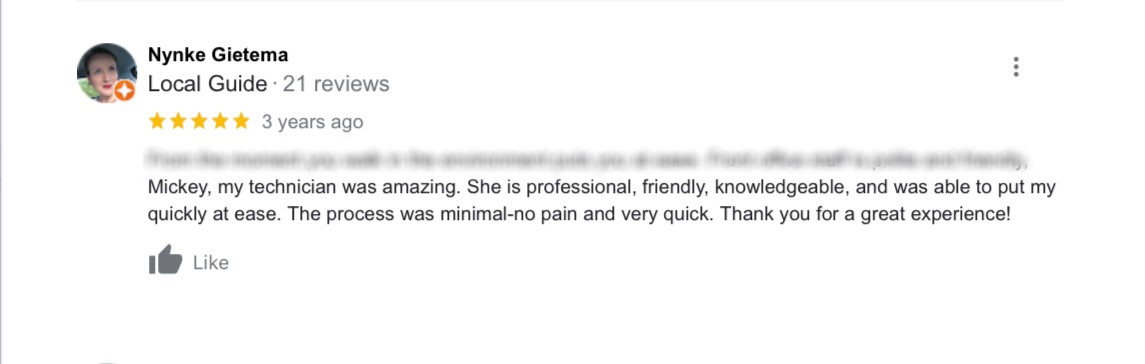 Nynke Gietema
Local Guide · 21 reviews
3 years ago
Mickey, my technician was amazing. She is professional, friendly, knowledgeable, and was able to put my
quickly at ease. The process was minimal-no pain and very quick. Thank you for a great experience!
Like